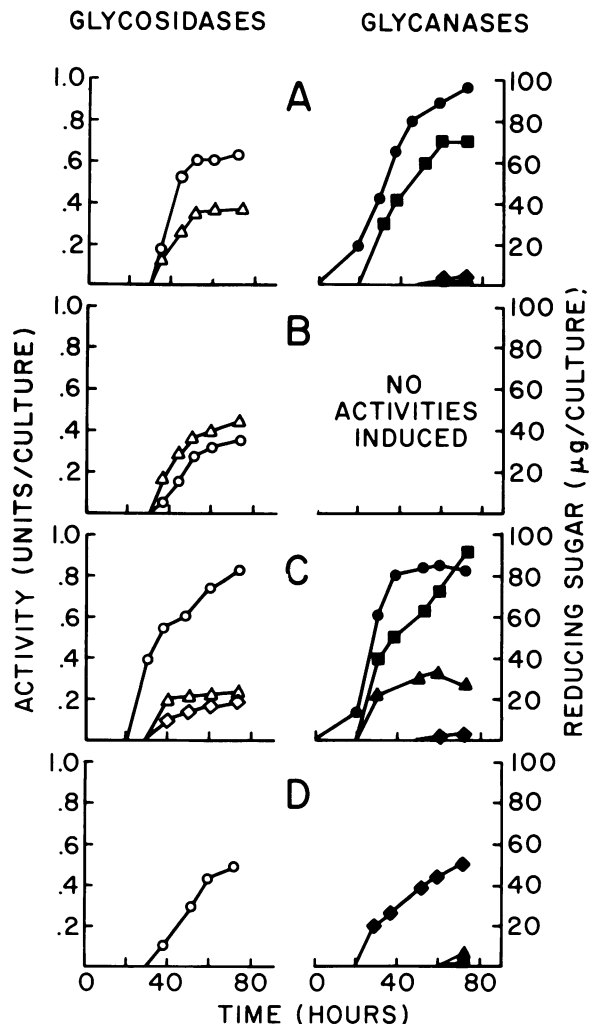 GLYCOSIDASES
GLYCANASES
A
1.0
.8
.6
.4
.2
100
80
60
40
20
B
1.0
.8
.6
.4
.2
NO
ACTIVITIES
INDUCED
100
80
60
40
20
C
1.0
.8
.6
.4
.2
100
80
60
40
20
D
1.0
.8
.6
.4
.2
100
80
60
40
20
0 40 80
0 40 80
TIME (HOURS)
ACTIVITY (UNITS/CULTURE)
REDUCING SUGAR (µg/CULTURE)